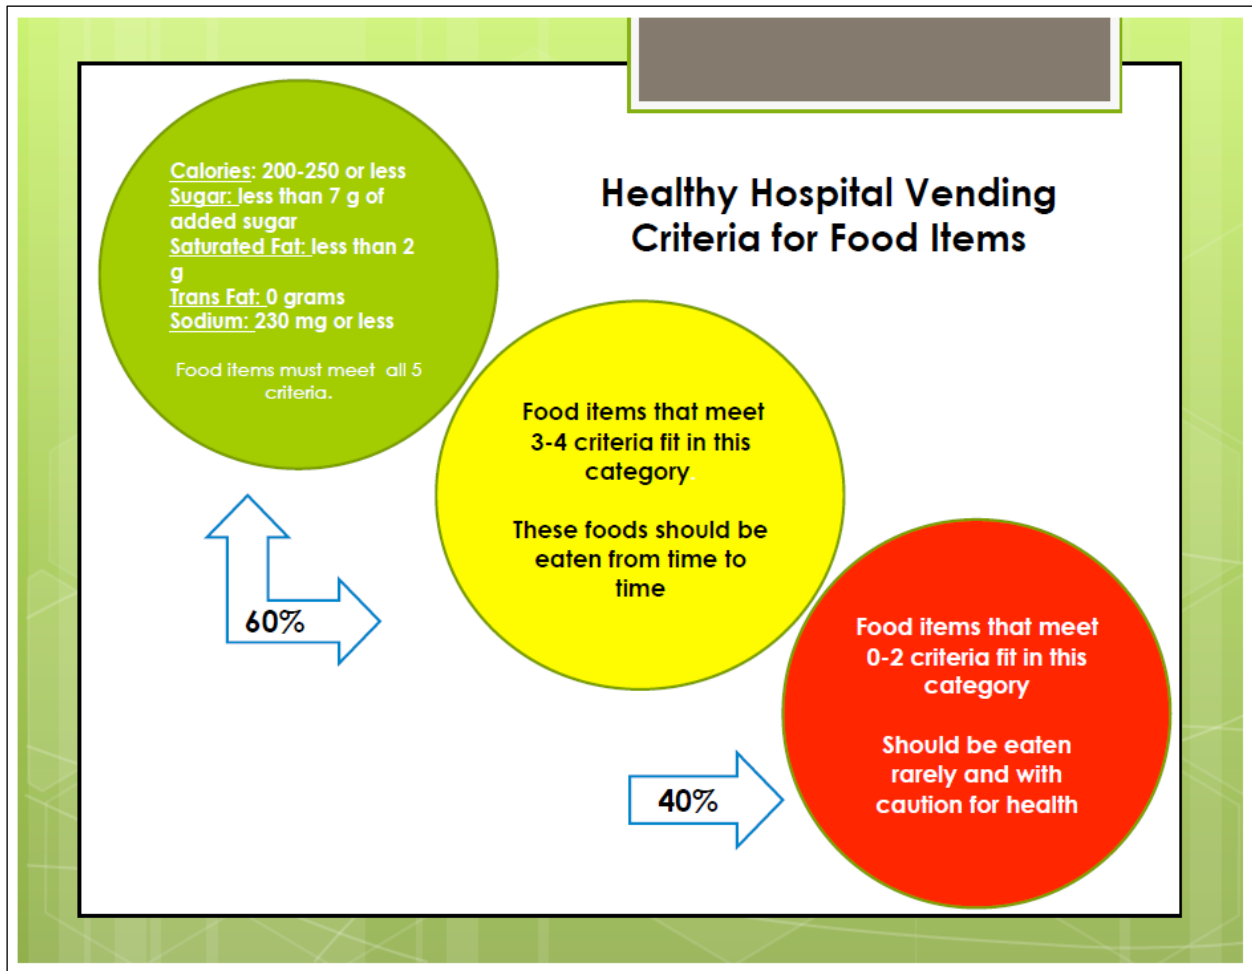 Calories: 200-250 or less
Sugar: less than 7 g of
added sugar
Saturated Fat: less than 2
g
Trans Fat: 0 grams
Sodium: 230 mg or less
Food items must meet all 5
criteria.
Healthy Hospital Vending
Criteria for Food Items
Food items that meet
3-4 criteria fit in this
category.
These foods should be
eaten from time to
time
60%
Food items that meet
0-2 criteria fit in this
category
Should be eaten
rarely and with
caution for health
40%